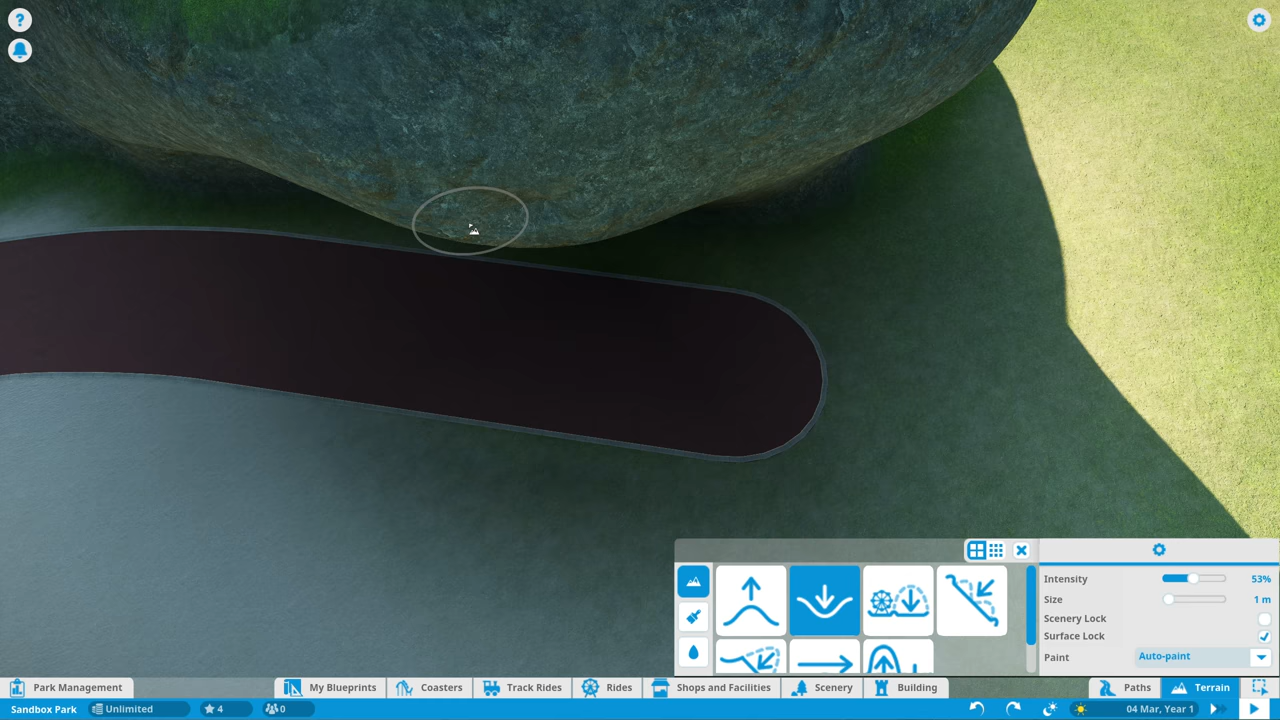 ?
Intensity 53%
Size 1 m
Scenery Lock
Surface Lock
Paint Auto-paint
Park Management My Blueprints Coasters Track Rides Rides Shops and Facilities Scenery Building Paths Terrain
Sandbox Park Unlimited 4 0 04 Mar, Year 1